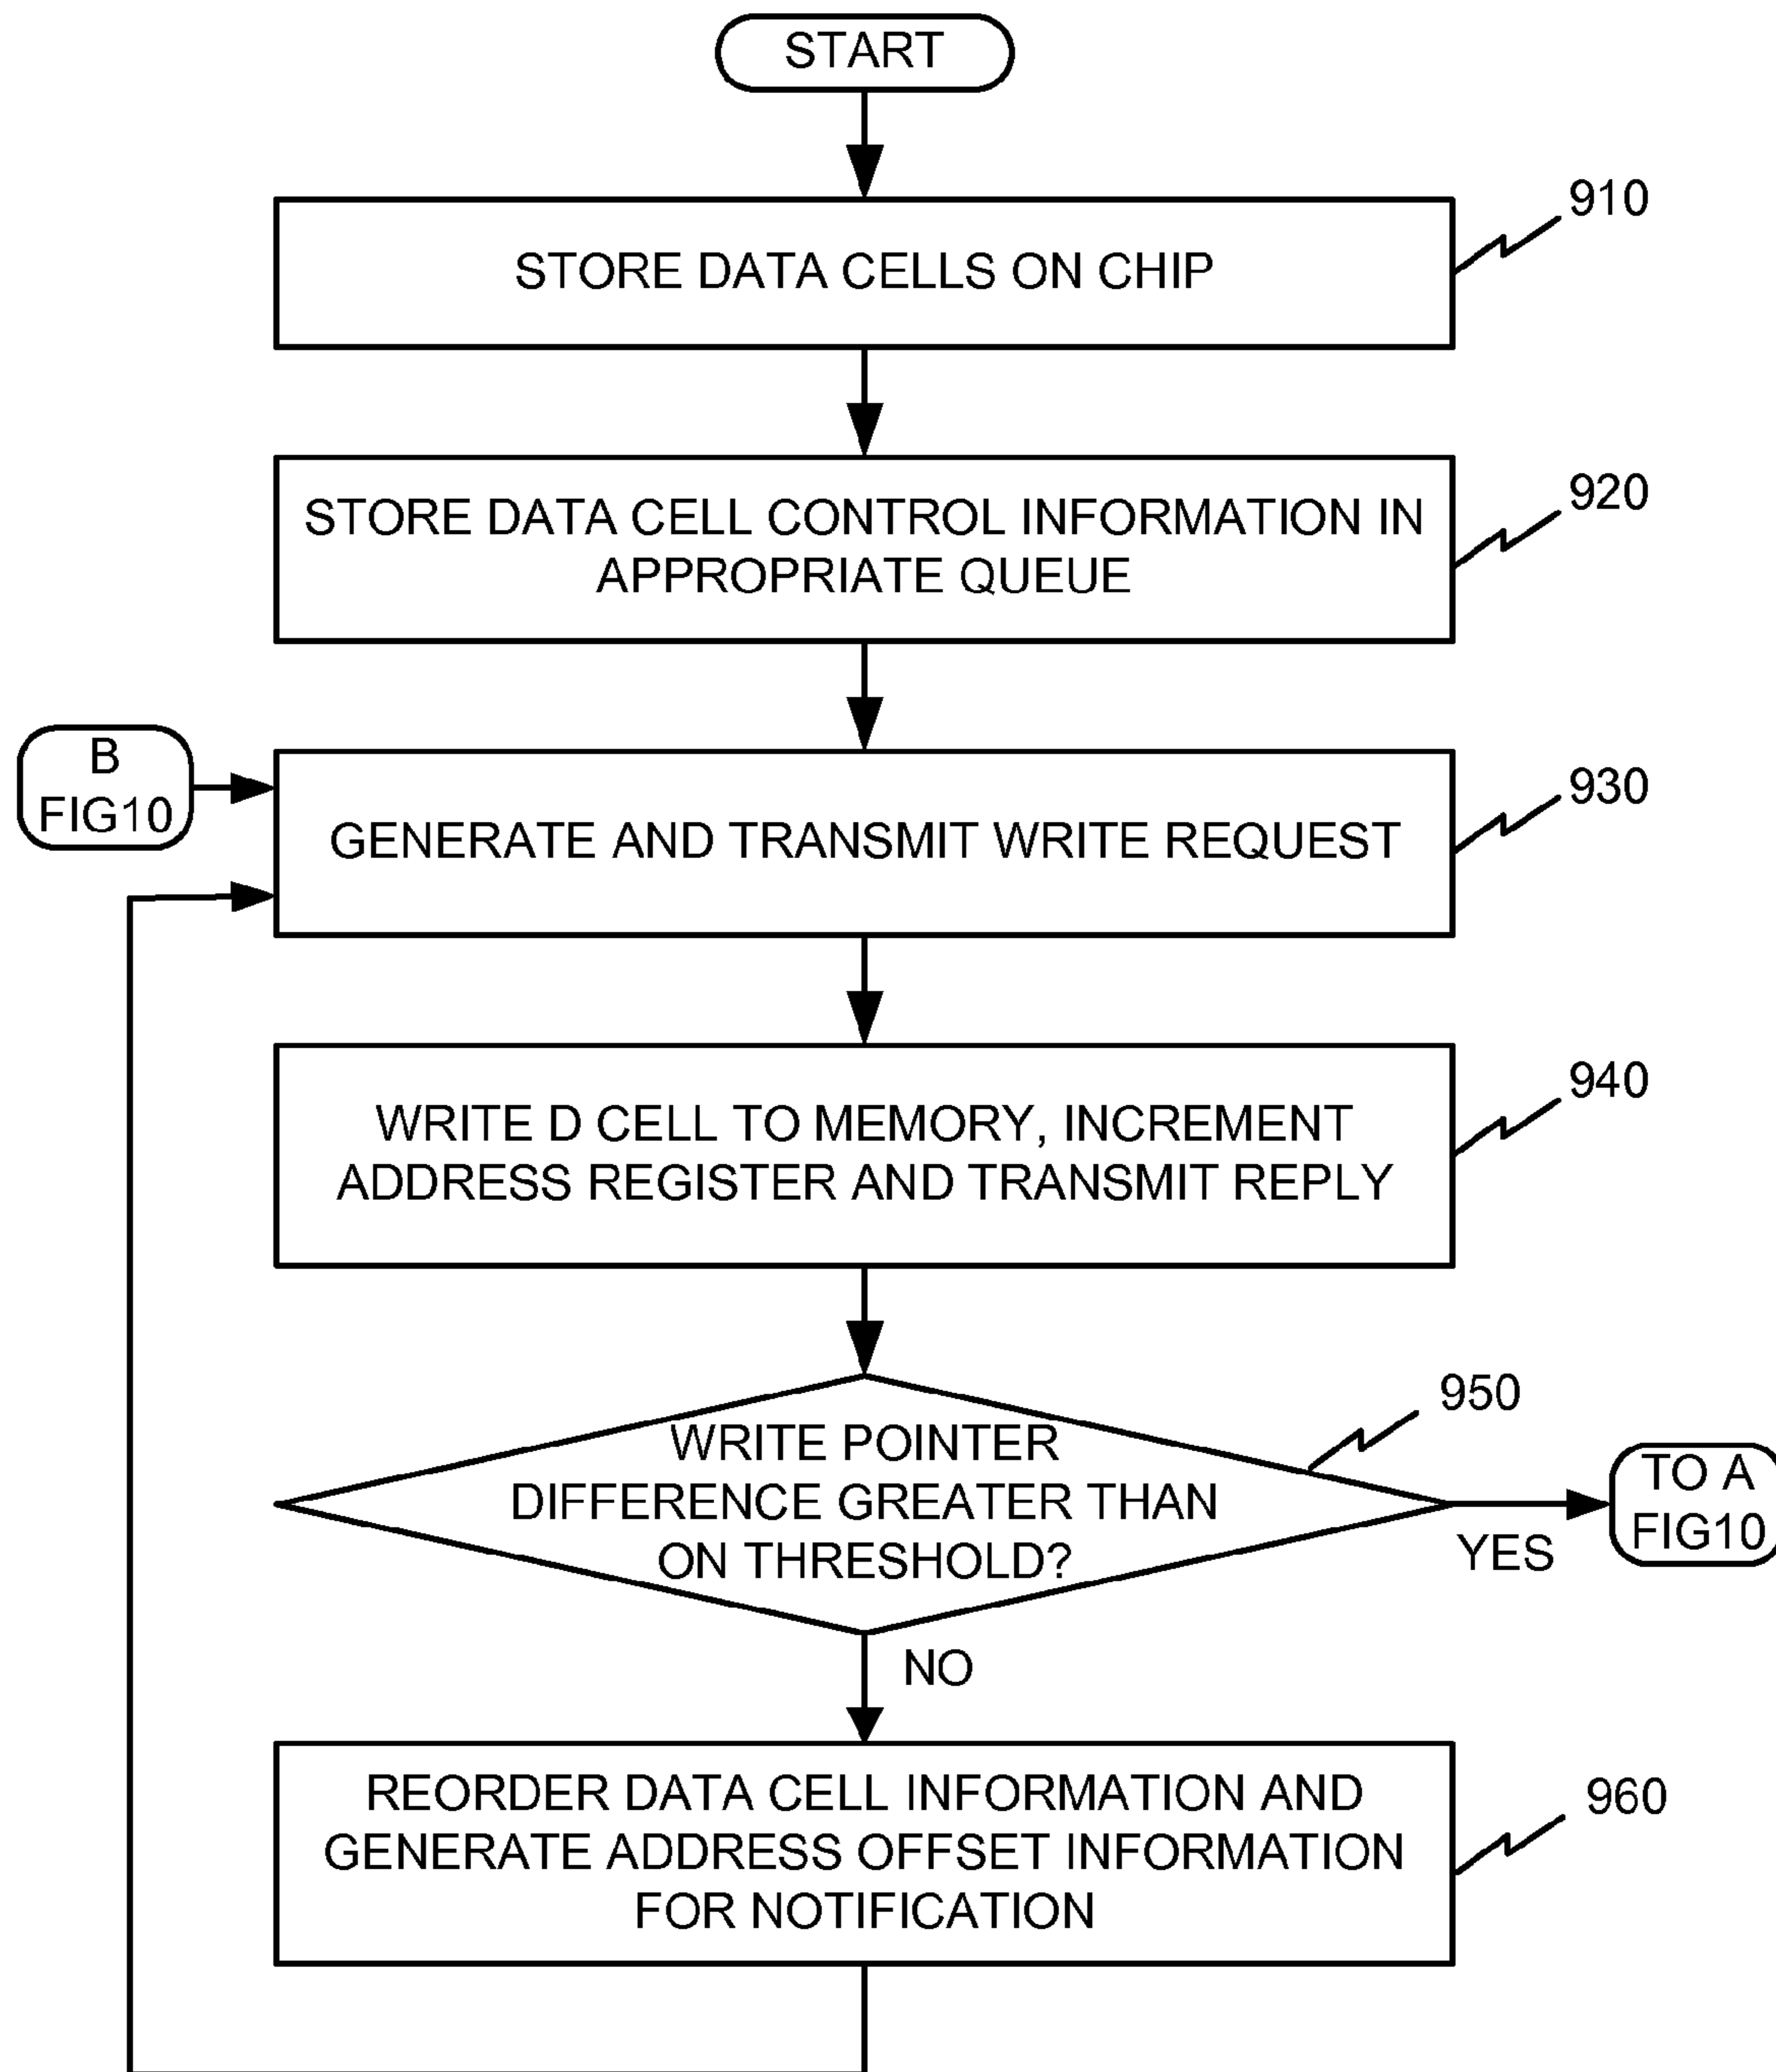 START
910
STORE DATA CELLS ON CHIP
920
STORE DATA CELL CONTROL INFORMATION IN
APPROPRIATE QUEUE
B
FIG10
930
GENERATE AND TRANSMIT WRITE REQUEST
940
WRITE D CELL TO MEMORY, INCREMENT
ADDRESS REGISTER AND TRANSMIT REPLY
950
WRITE POINTER
DIFFERENCE GREATER THAN
ON THRESHOLD?
TO A
FIG10
YES
NO
960
REORDER DATA CELL INFORMATION AND
GENERATE ADDRESS OFFSET INFORMATION
FOR NOTIFICATION